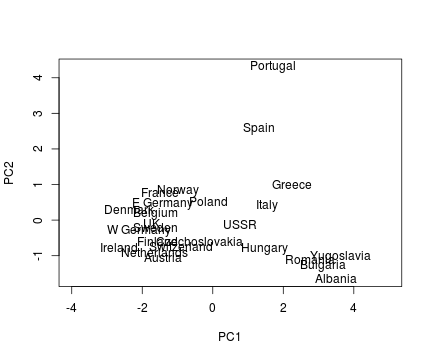 Portugal
Spain
Greece
Norway
France
Poland
E Germany
Italy
Denmark
Belgium
UK
USSR
Sweden
W Germany
Finland
Czechoslovakia
Ireland
Switzerland
Hungary
Netherlands
Austria
Yugoslavia
Romania
Bulgaria
Albania
4
3
2
1
0
-1
PC2
-4
-2
0
2
4
PC1